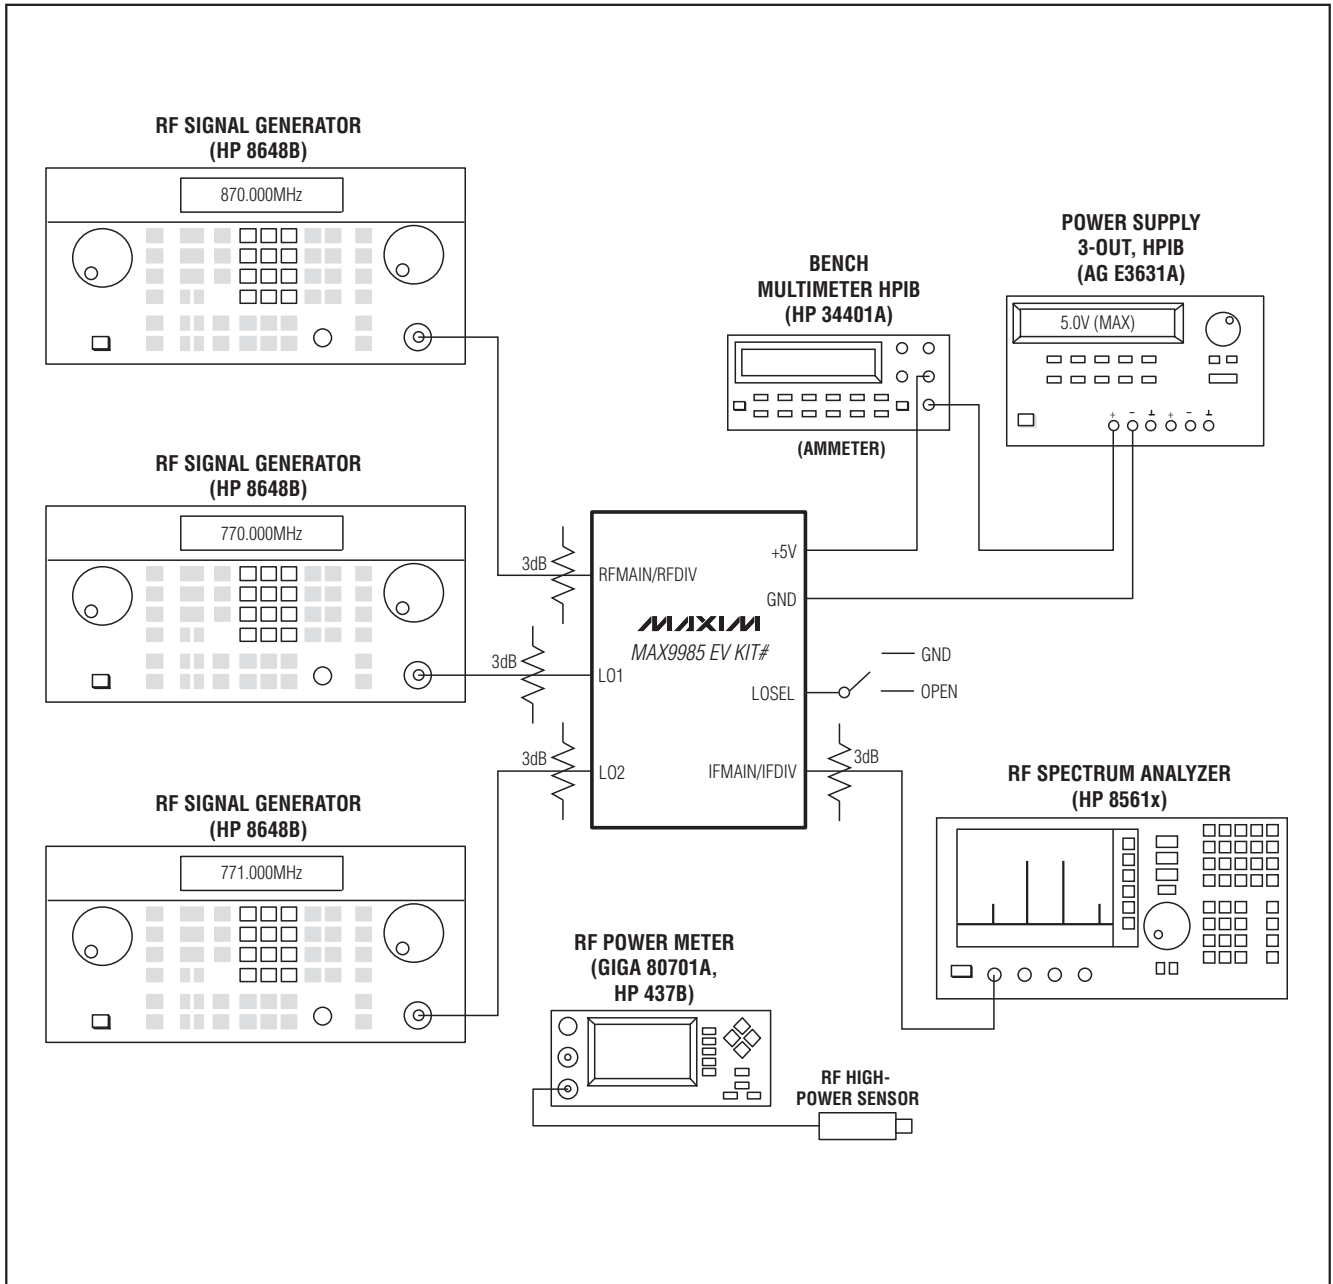 RF SIGNAL GENERATOR
(HP 8648B)
870.000MHz
POWER SUPPLY
3-OUT, HPIB
(AG E3631A)
5.0V (MAX)
+ − ⊥ + − ⊥
BENCH
MULTIMETER HPIB
(HP 34401A)
(AMMETER)
RF SIGNAL GENERATOR
(HP 8648B)
770.000MHz
3dB
RFMAIN/RFDIV
+5V
GND
MAXIM
MAX9985 EV KIT#
3dB
LO1
LOSEL
GND
OPEN
3dB
LO2
IFMAIN/IFDIV
3dB
RF SIGNAL GENERATOR
(HP 8648B)
771.000MHz
RF SPECTRUM ANALYZER
(HP 8561x)
RF POWER METER
(GIGA 80701A,
HP 437B)
RF HIGH-
POWER SENSOR